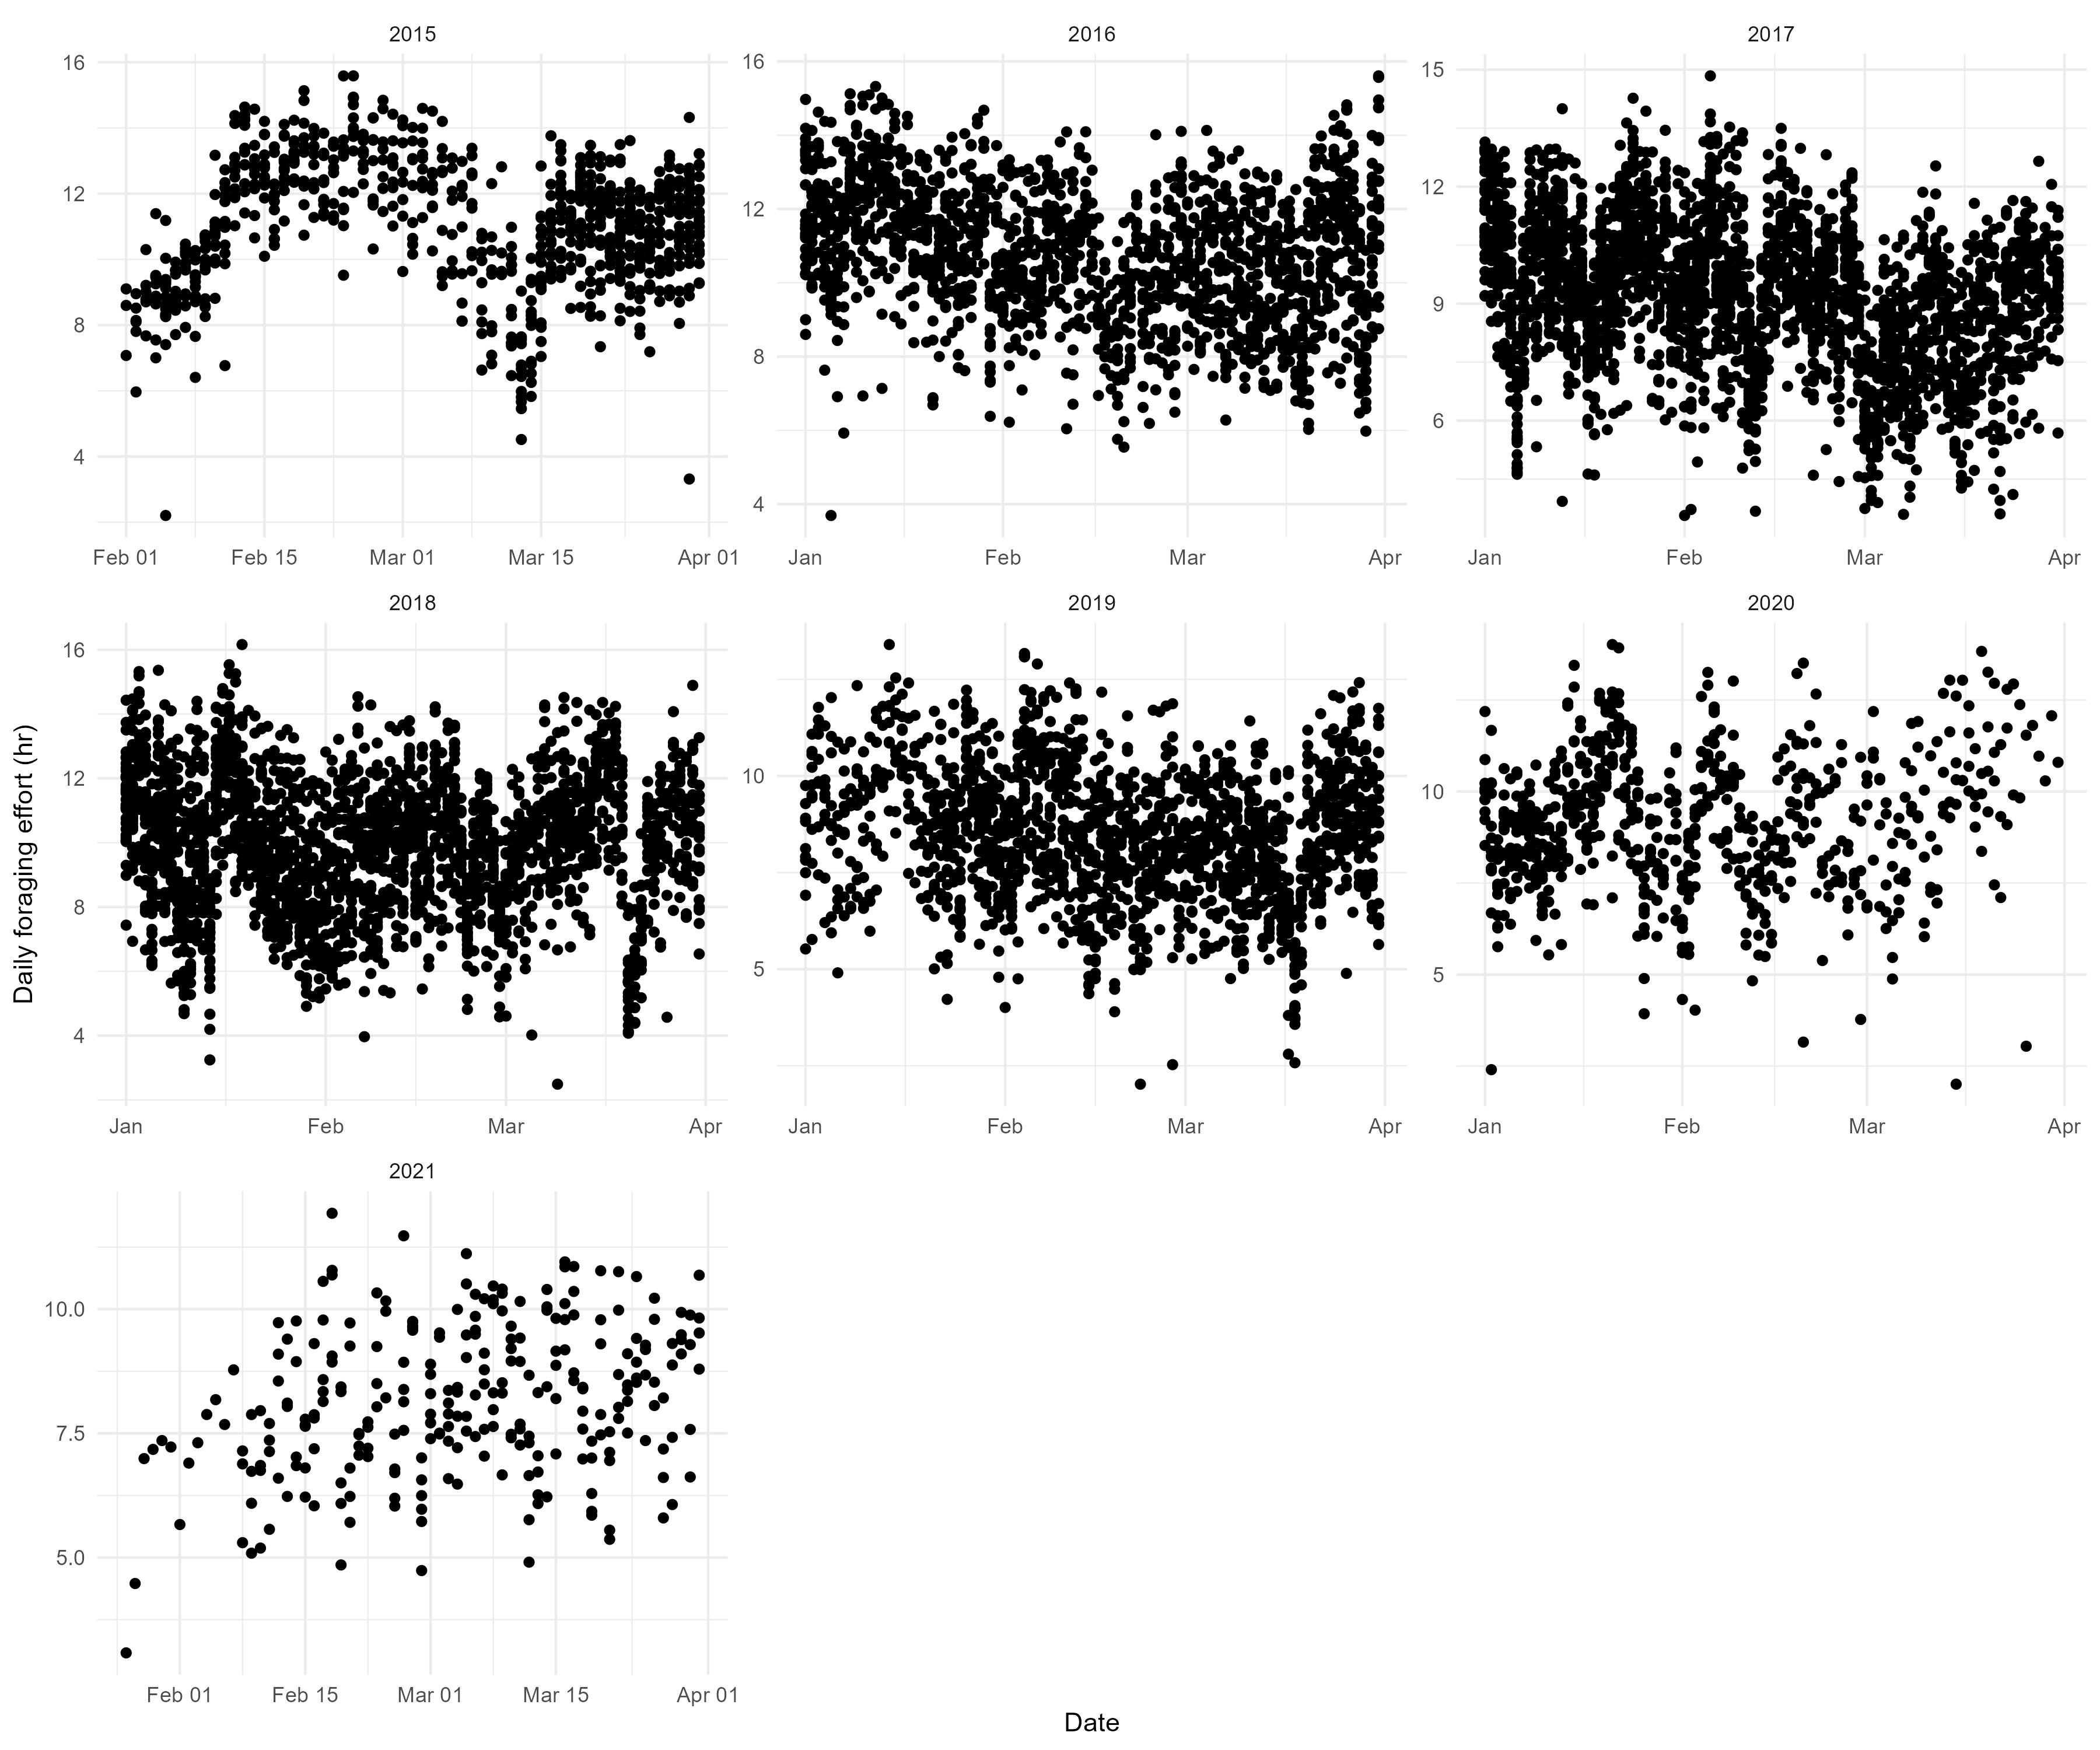 2015
2016
2017
16
12
8
4
Feb 01
Feb 15
Mar 01
Mar 15
Apr 01
16
12
8
4
Jan
Feb
Mar
Apr
15
12
9
6
Jan
Feb
Mar
Apr
2018
2019
2020
16
12
8
4
Jan
Feb
Mar
Apr
10
5
Jan
Feb
Mar
Apr
10
5
Jan
Feb
Mar
Apr
2021
10.0
7.5
5.0
Feb 01
Feb 15
Mar 01
Mar 15
Apr 01
Daily foraging effort (hr)
Date